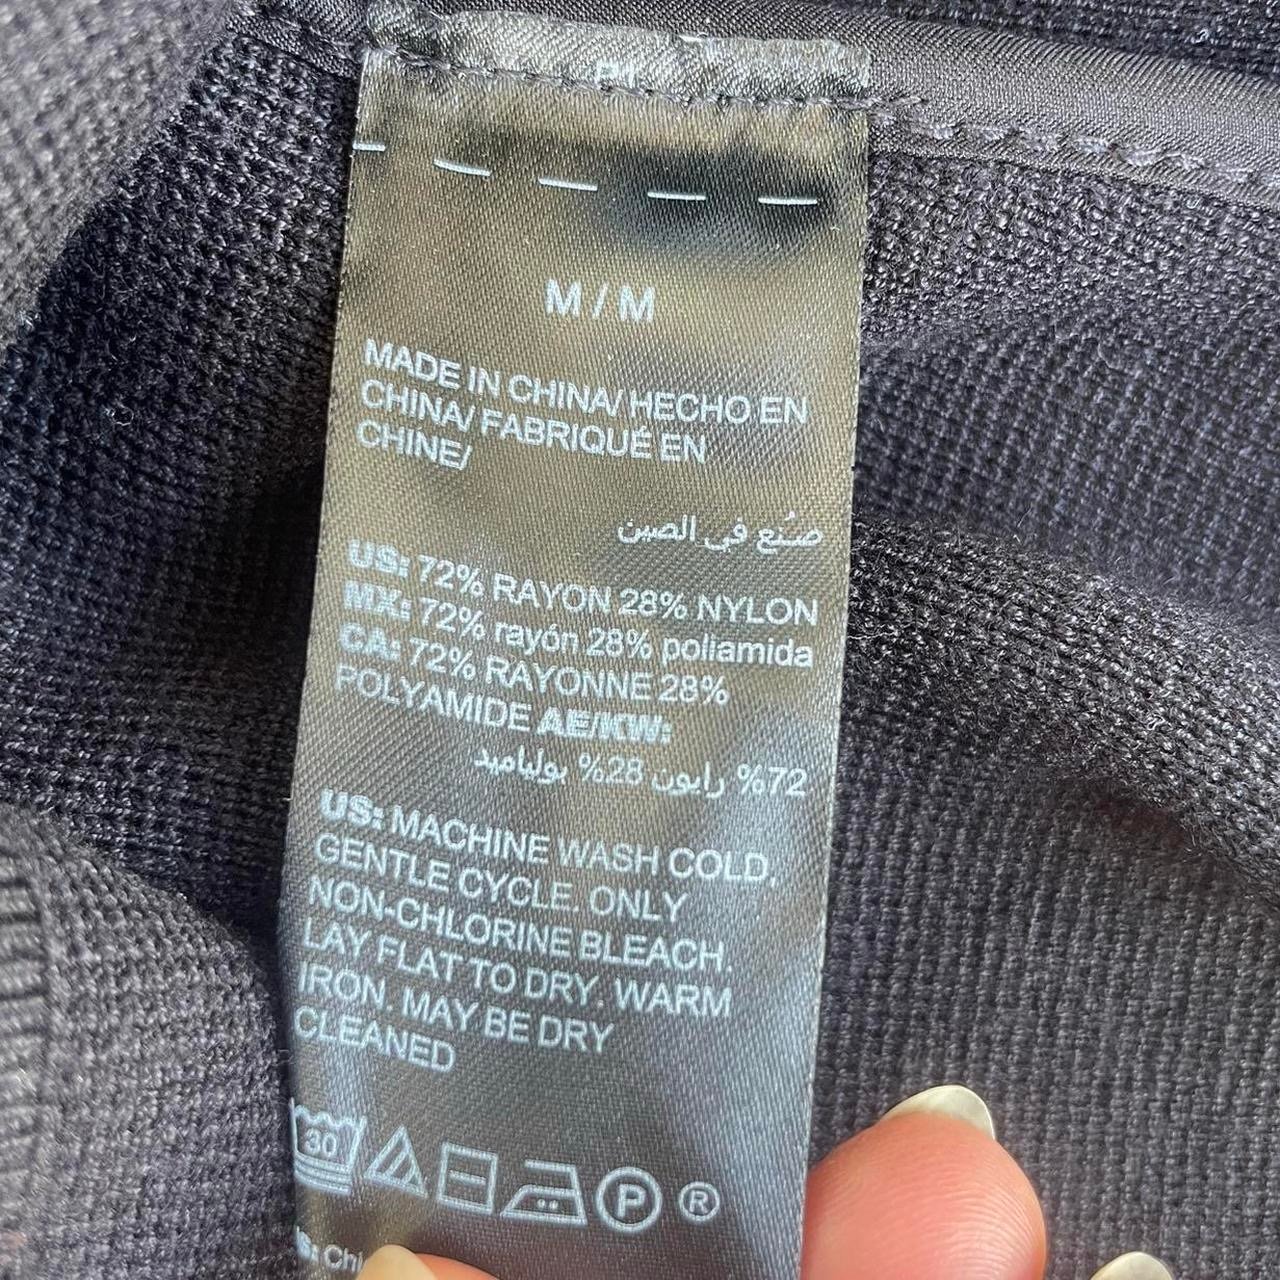 M / M
MADE IN CHINA/ HECHO EN
CHINA/ FABRIQUÉ EN
CHINE/
صُنع في الصين
US: 72% RAYON 28% NYLON
MX: 72% rayón 28% poliamida
CA: 72% RAYONNE 28%
POLYAMIDE AE/KW:
72% رايون 28% بولياميد
US: MACHINE WASH COLD,
GENTLE CYCLE. ONLY
NON-CHLORINE BLEACH.
LAY FLAT TO DRY. WARM
IRON. MAY BE DRY
CLEANED
30 P ®